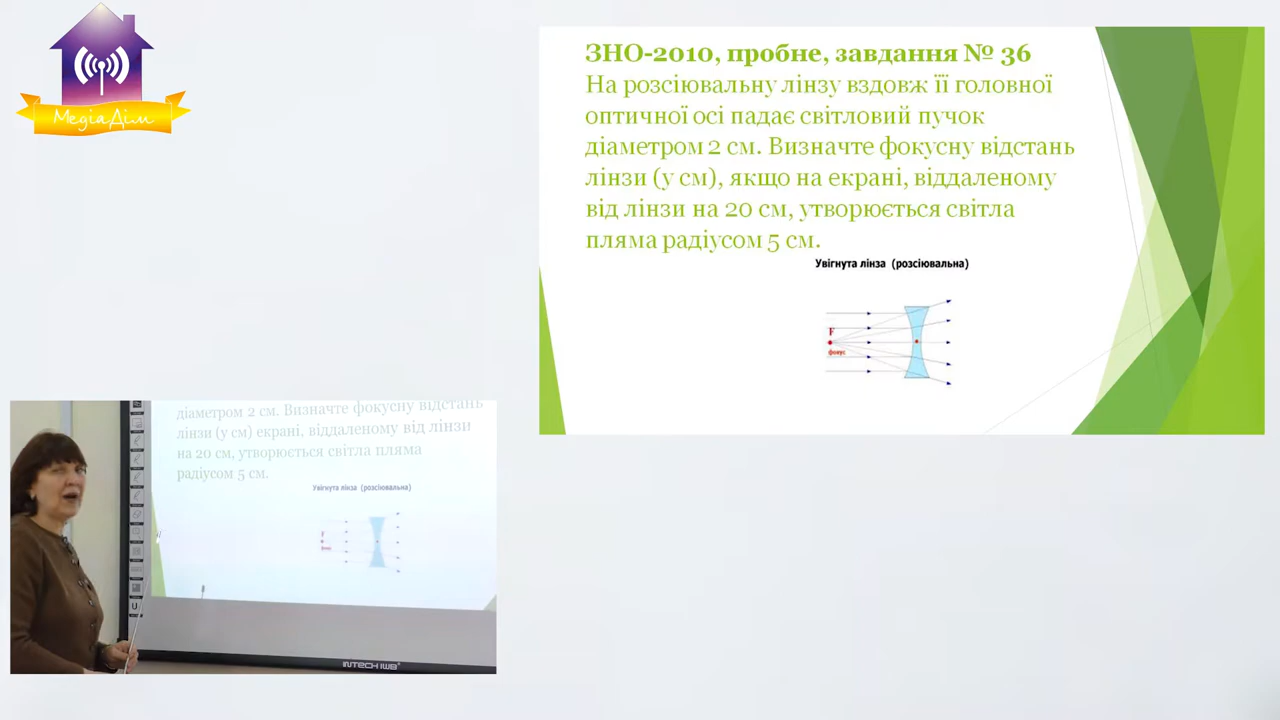 МедіаДім
ЗНО-2010, пробне, завдання № 36
На розсіювальну лінзу вздовж її головної
оптичної осі падає світловий пучок
діаметром 2 см. Визначте фокусну відстань
лінзи (у см), якщо на екрані, віддаленому
від лінзи на 20 см, утворюється світла
пляма радіусом 5 см.
Увігнута лінза (розсіювальна)
F
фокус
діаметром 2 см. Визначте фокусну відстань
лінзи (у см) екрані, віддаленому від лінзи
на 20 см, утворюється світла пляма
радіусом 5 см.
Увігнута лінза (розсіювальна)
F
U
INTECH IWB